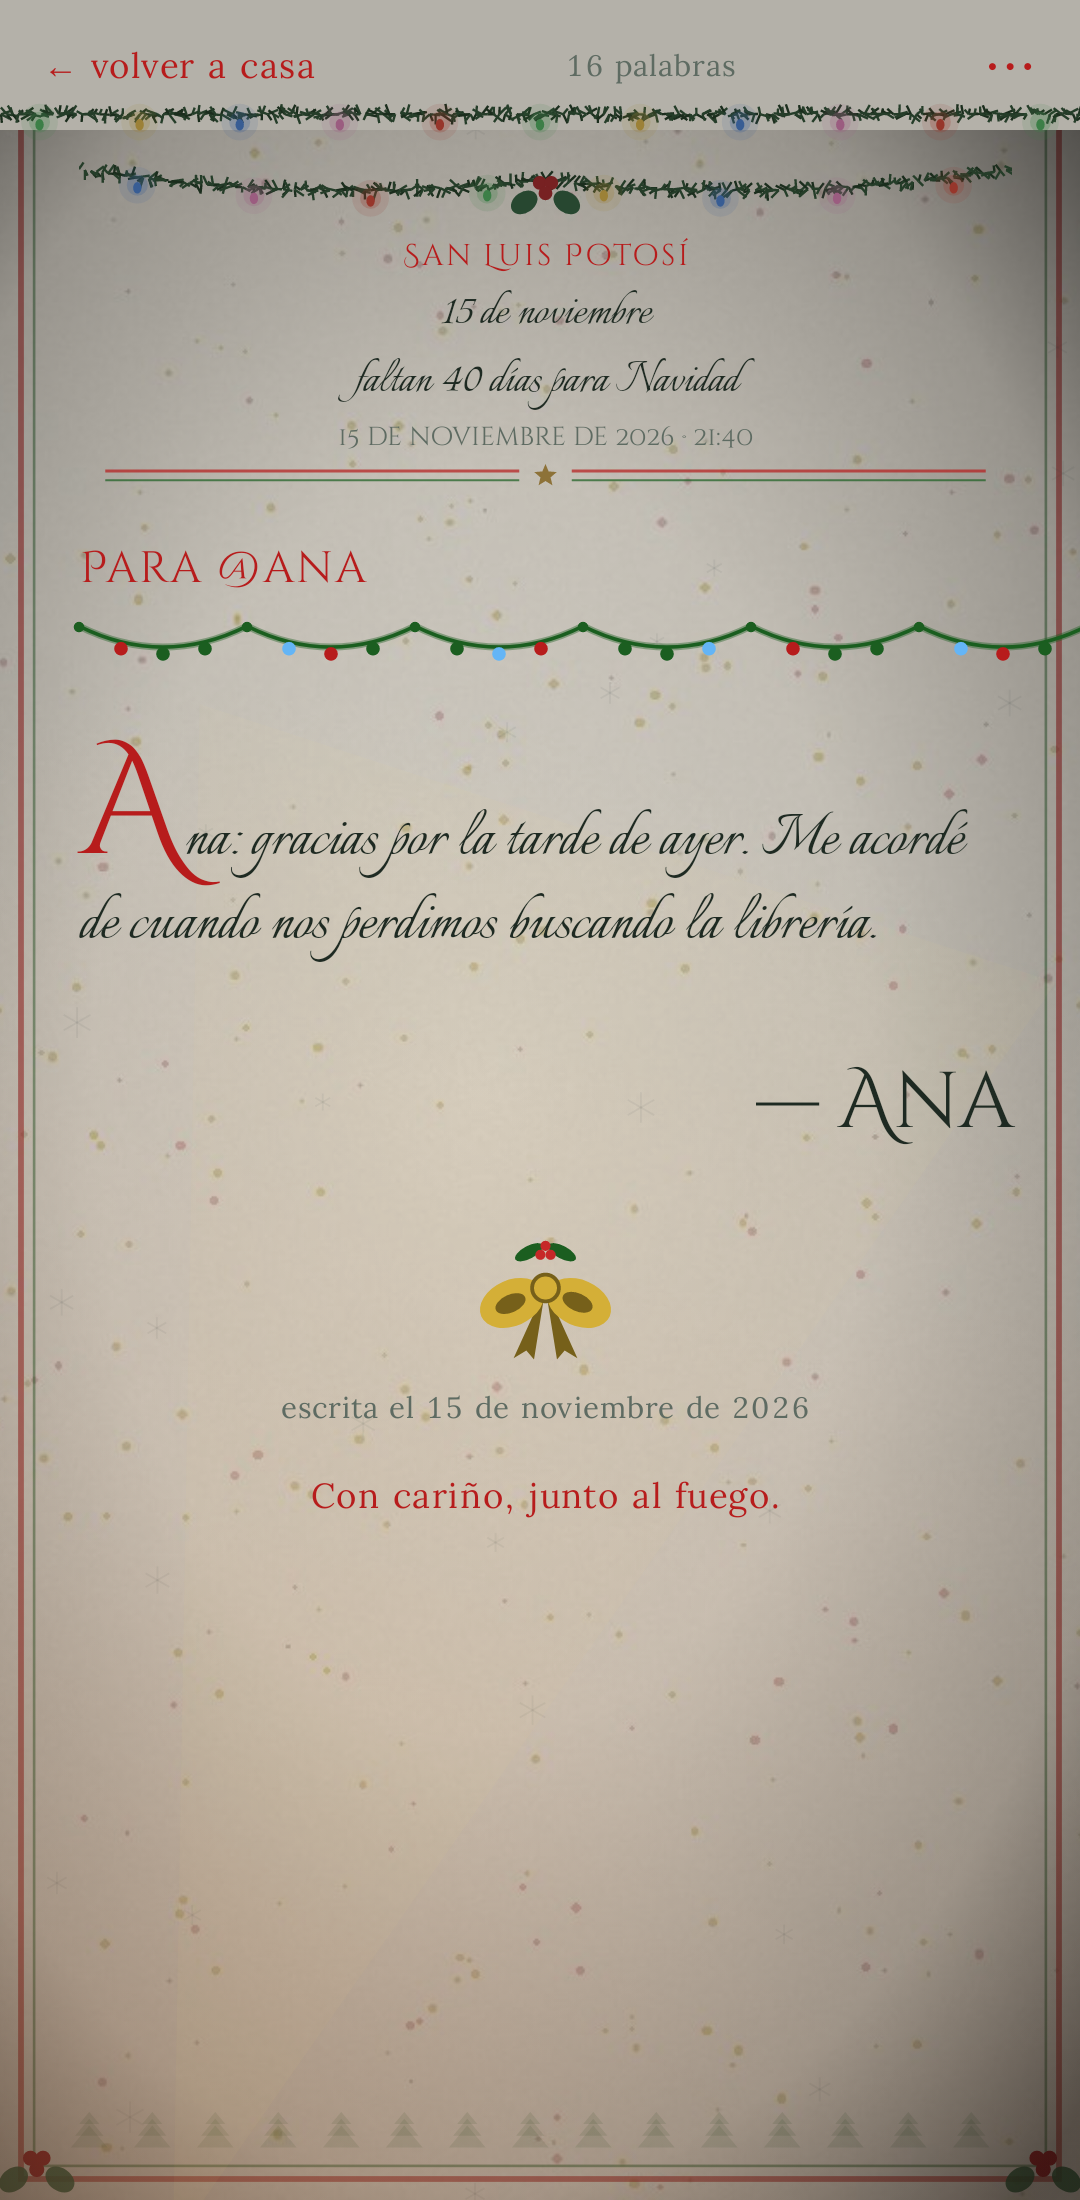 ← volver a casa
16 palabras
...
San Luis Potosí
15 de noviembre
faltan 40 días para Navidad
15 DE NOVIEMBRE DE 2026 · 21:40
Para @Ana
Ana: gracias por la tarde de ayer. Me acordé
de cuando nos perdimos buscando la librería.
— Ana
escrita el 15 de noviembre de 2026
Con cariño, junto al fuego.